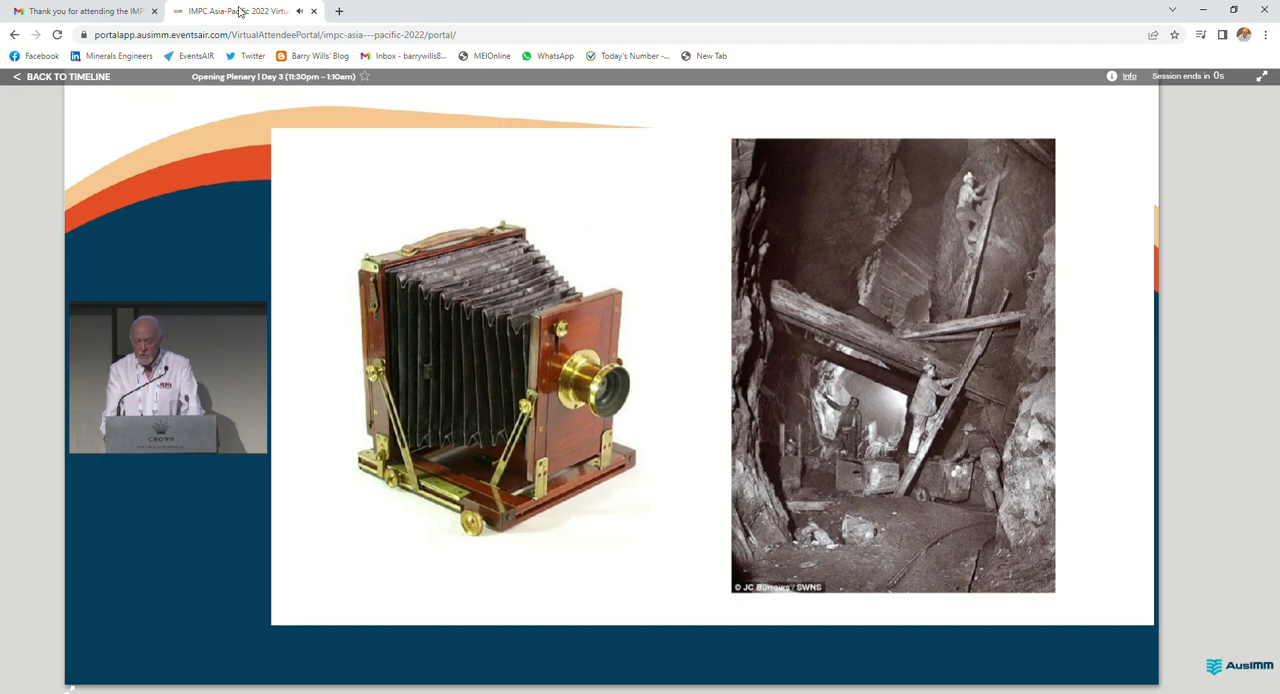 Thank you for attending the IMP
IMPC Asia-Pacific 2022 Virtu
portalapp.ausimm.eventsair.com/VirtualAttendeePortal/impc-asia---pacific-2022/portal/
Facebook Minerals Engineers EventsAIR Twitter Barry Wills' Blog Inbox - barrywills8... MEIOnline WhatsApp Today's Number -... New Tab
< BACK TO TIMELINE Opening Plenary | Day 3 (11:30pm - 1:10am) Info Session ends in 0s
CROWN
© JC Burrows / SWNS
AusIMM